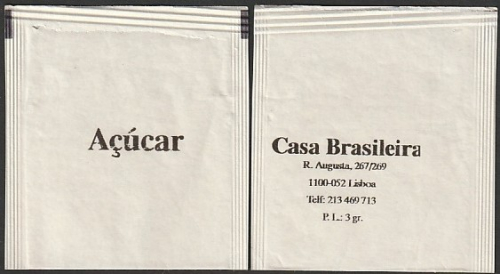 Açúcar
Casa Brasileira
R. Augusta, 267/269
1100-052 Lisboa
Telf: 213 469 713
P. L.: 3 gr.